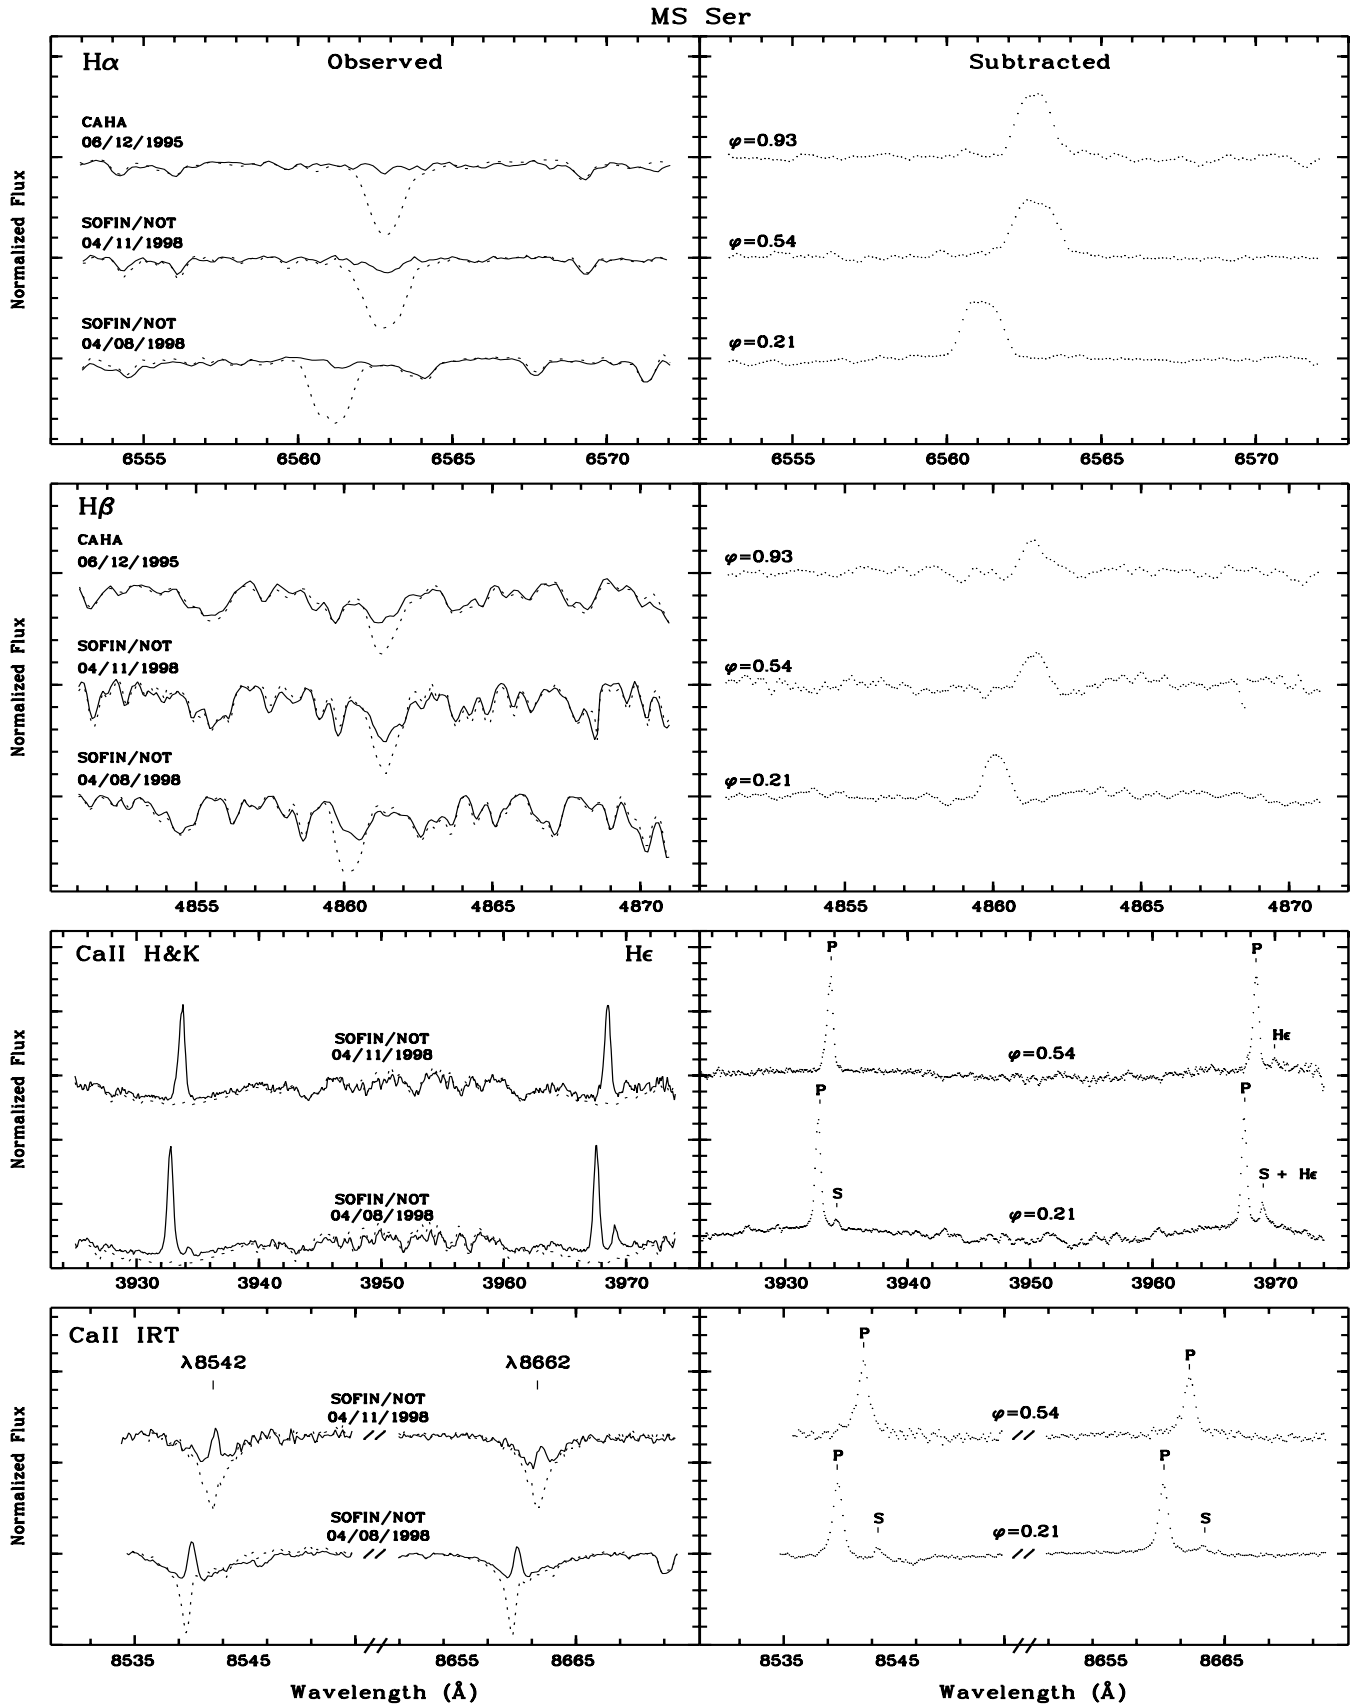 MS Ser
Hα
Observed
Subtracted
CAHA
06/12/1995
φ=0.93
SOFIN/NOT
04/11/1998
φ=0.54
SOFIN/NOT
04/08/1998
φ=0.21
Normalized Flux
6555 6560 6565 6570
6555 6560 6565 6570
Hβ
CAHA
06/12/1995
φ=0.93
SOFIN/NOT
04/11/1998
φ=0.54
SOFIN/NOT
04/08/1998
φ=0.21
Normalized Flux
4855 4860 4865 4870
4855 4860 4865 4870
CaII H&K
Hε
P
P
SOFIN/NOT
04/11/1998
φ=0.54
Hε
P
P
SOFIN/NOT
04/08/1998
S
S + Hε
φ=0.21
Normalized Flux
3930 3940 3950 3960 3970
3930 3940 3950 3960 3970
CaII IRT
λ8542
λ8662
P
P
SOFIN/NOT
04/11/1998
φ=0.54
P
P
SOFIN/NOT
04/08/1998
S
S
φ=0.21
Normalized Flux
8535 8545 8655 8665
8535 8545 8655 8665
Wavelength (Å)
Wavelength (Å)